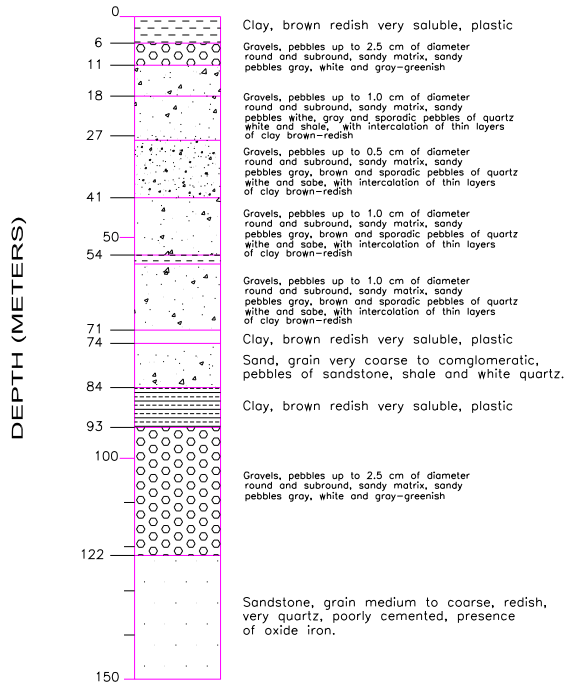 0
Clay, brown redish very saluble, plastic
6
Gravels, pebbles up to 2.5 cm of diameter
round and subround, sandy matrix, sandy
pebbles gray, white and gray-greenish
11
18
Gravels, pebbles up to 1.0 cm of diameter
round and subround, sandy matrix, sandy
pebbles withe, gray and sporadic pebbles of quartz
white and shale, with intercalation of thin layers
of clay brown-redish
27
Gravels, pebbles up to 0.5 cm of diameter
round and subround, sandy matrix, sandy
pebbles gray, brown and sporadic pebbles of quartz
withe and sabe, with intercalation of thin layers
of clay brown-redish
41
Gravels, pebbles up to 1.0 cm of diameter
round and subround, sandy matrix, sandy
pebbles gray, brown and sporadic pebbles of quartz
withe and sabe, with intercalation of thin layers
of clay brown-redish
50
54
Gravels, pebbles up to 1.0 cm of diameter
round and subround, sandy matrix, sandy
pebbles gray, brown and sporadic pebbles of quartz
withe and sabe, with intercalation of thin layers
of clay brown-redish
71
Clay, brown redish very saluble, plastic
74
Sand, grain very coarse to comglomeratic,
pebbles of sandstone, shale and white quartz.
84
Clay, brown redish very saluble, plastic
93
100
Gravels, pebbles up to 2.5 cm of diameter
round and subround, sandy matrix, sandy
pebbles gray, white and gray-greenish
122
Sandstone, grain medium to coarse, redish,
very quartz, poorly cemented, presence
of oxide iron.
150
DEPTH (METERS)